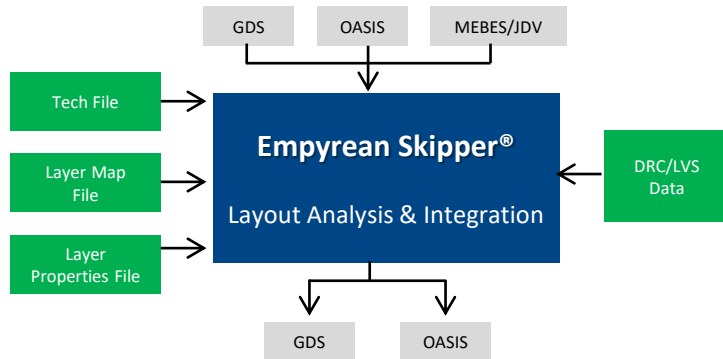 GDS
OASIS
MEBES/JDV
Tech File
Layer Map
File
Layer
Properties File
Empyrean Skipper®
Layout Analysis & Integration
DRC/LVS
Data
GDS
OASIS